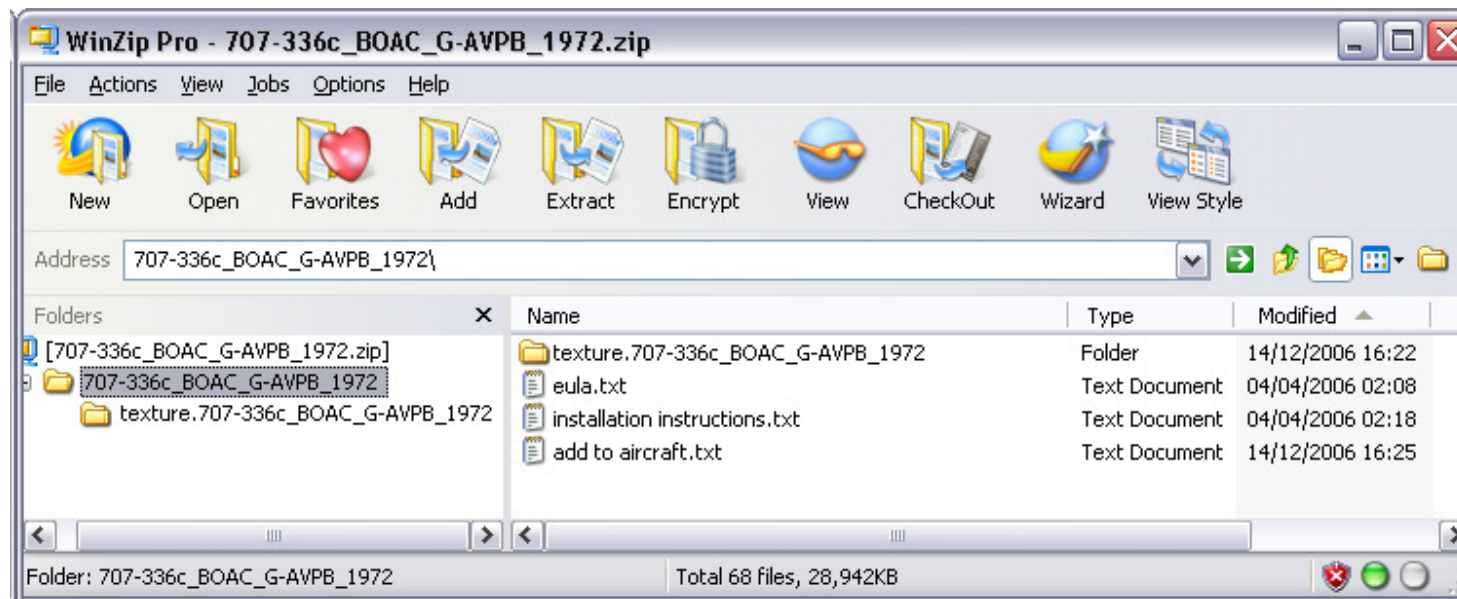 WinZip Pro - 707-336c_BOAC_G-AVPB_1972.zip
File Actions View Jobs Options Help
New Open Favorites Add Extract Encrypt View CheckOut Wizard View Style
Address 707-336c_BOAC_G-AVPB_1972\
Folders Name Type Modified
[707-336c_BOAC_G-AVPB_1972.zip] texture.707-336c_BOAC_G-AVPB_1972 Folder 14/12/2006 16:22
707-336c_BOAC_G-AVPB_1972 eula.txt Text Document 04/04/2006 02:08
texture.707-336c_BOAC_G-AVPB_1972 installation instructions.txt Text Document 04/04/2006 02:18
add to aircraft.txt Text Document 14/12/2006 16:25
Folder: 707-336c_BOAC_G-AVPB_1972 Total 68 files, 28,942KB